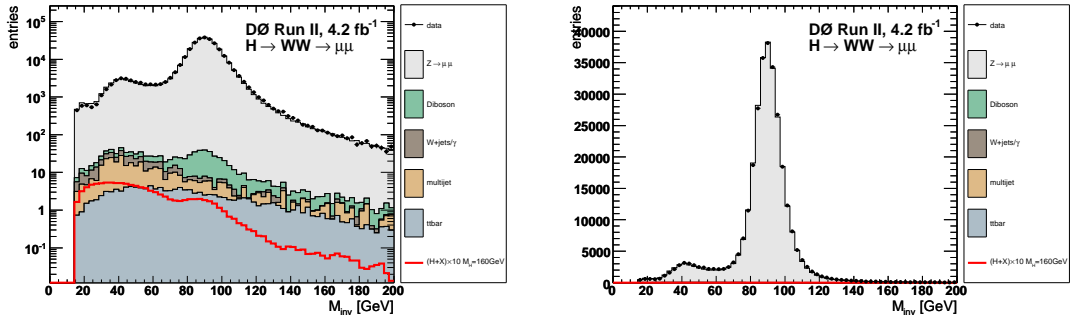 entries
10⁵
10⁴
10³
10²
10
1
10⁻¹
0 20 40 60 80 100 120 140 160 180 200
M_inv [GeV]
DØ Run II, 4.2 fb⁻¹
H → WW → μμ
data
Z→μμ
Diboson
W+jets/γ
multijet
ttbar
(H+X)×10 M_H=160GeV
entries
40000
35000
30000
25000
20000
15000
10000
5000
0
0 20 40 60 80 100 120 140 160 180 200
M_inv [GeV]
DØ Run II, 4.2 fb⁻¹
H → WW → μμ
data
Z→μμ
Diboson
W+jets/γ
multijet
ttbar
(H+X)×10 M_H=160GeV